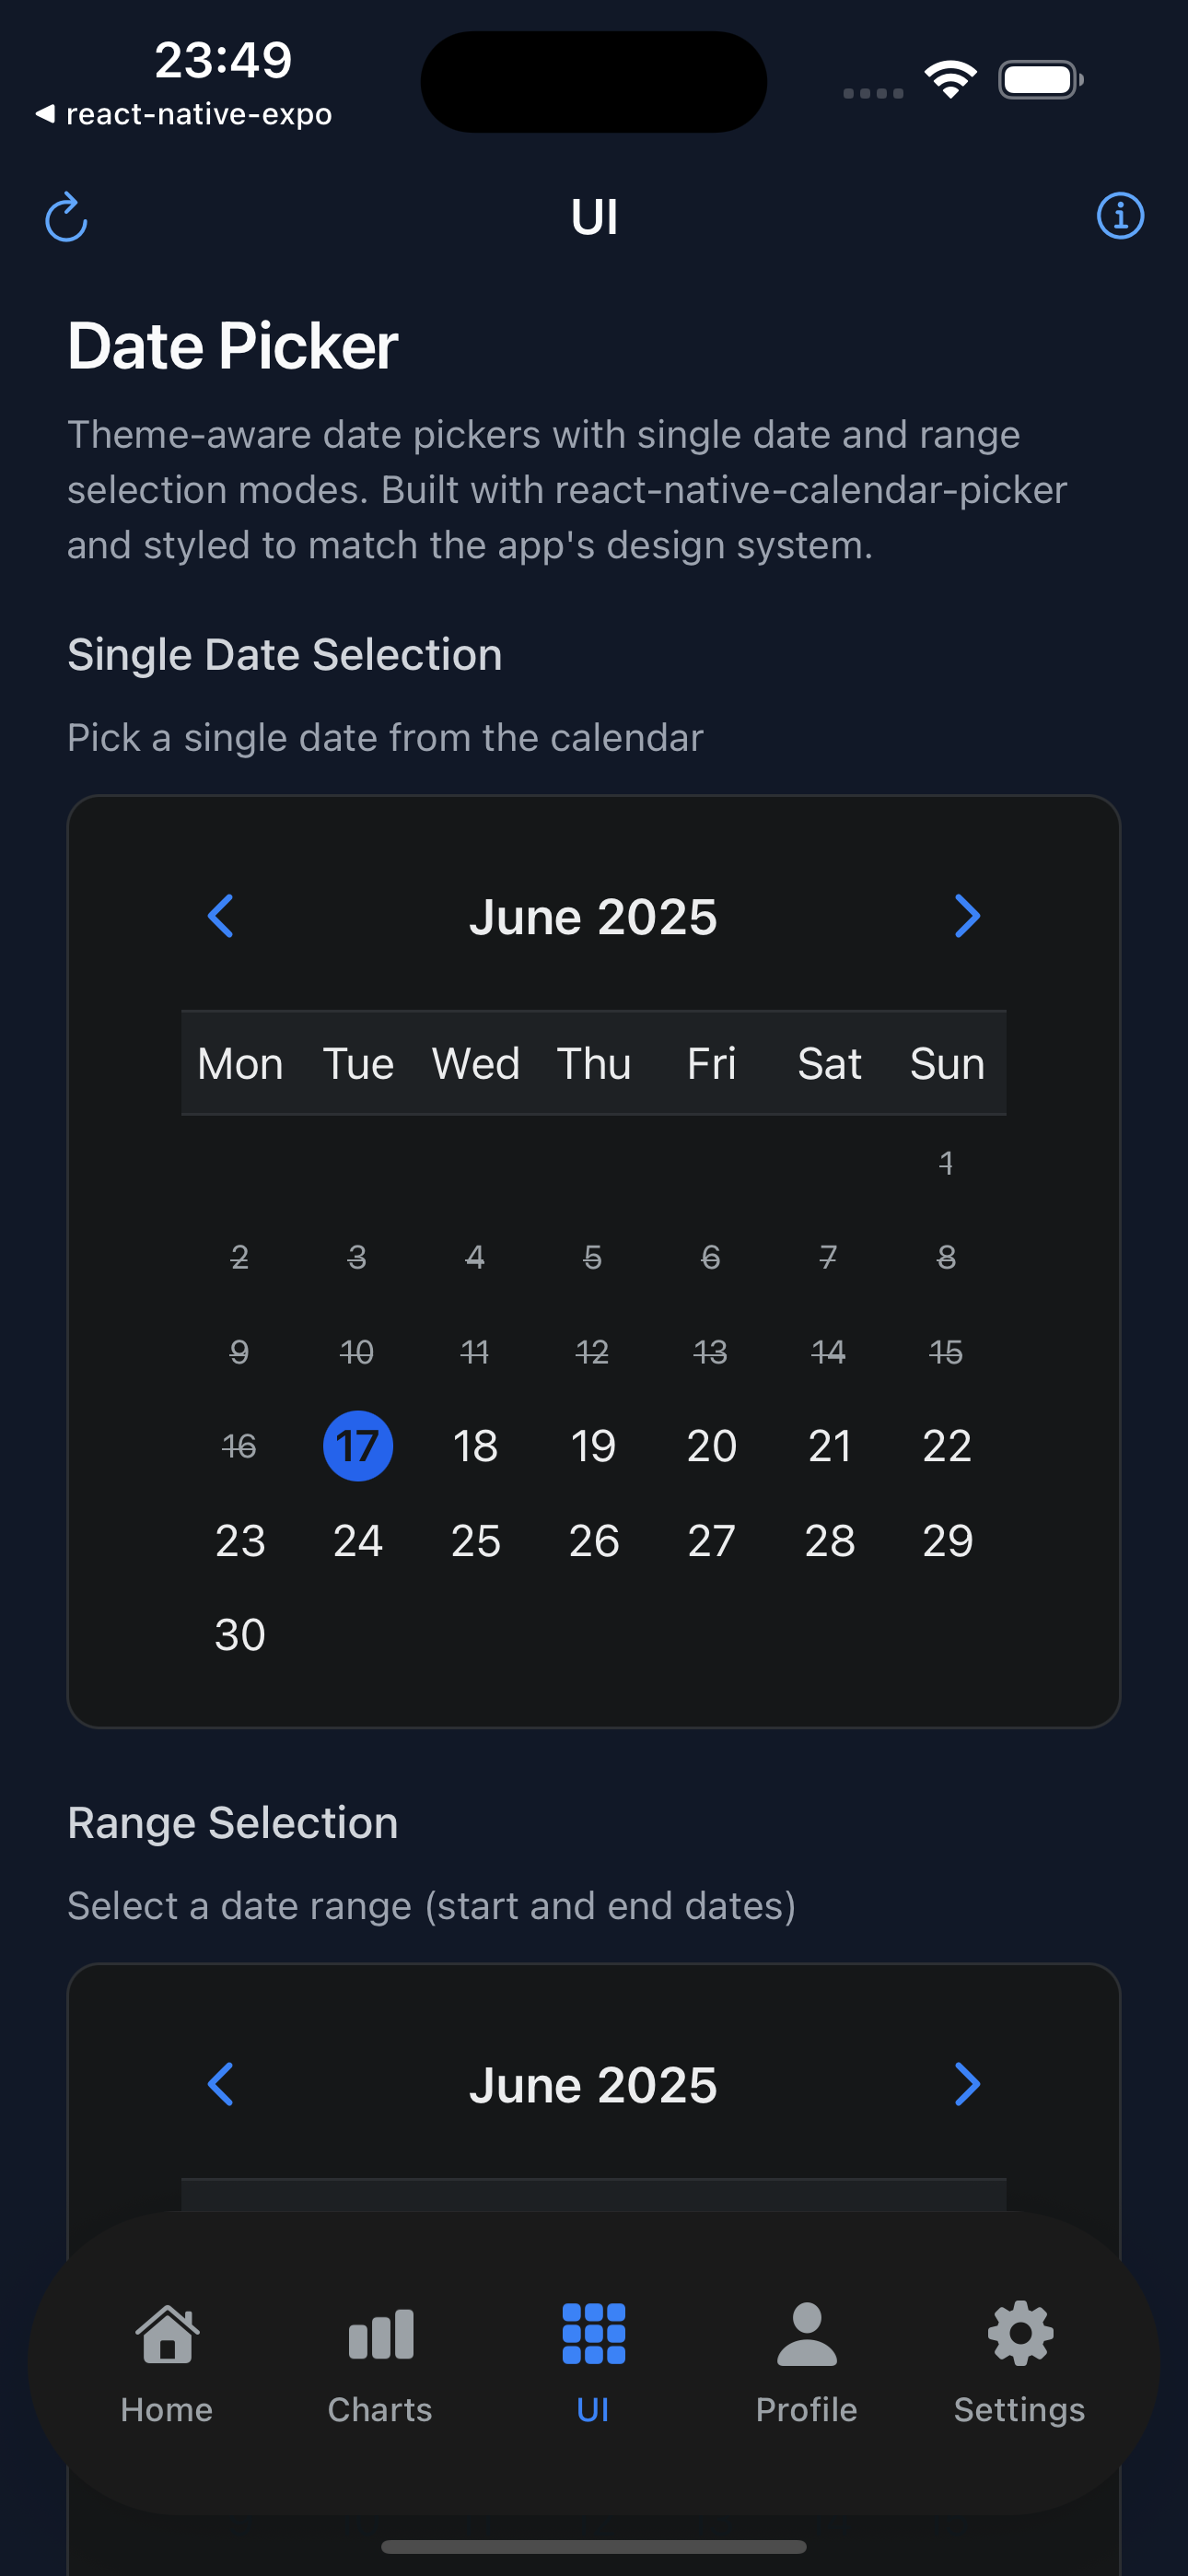 23:49
react-native-expo
UI
Date Picker
Theme-aware date pickers with single date and range
selection modes. Built with react-native-calendar-picker
and styled to match the app's design system.
Single Date Selection
Pick a single date from the calendar
June 2025
Mon Tue Wed Thu Fri Sat Sun
1
2 3 4 5 6 7 8
9 10 11 12 13 14 15
16 17 18 19 20 21 22
23 24 25 26 27 28 29
30
Range Selection
Select a date range (start and end dates)
June 2025
Home Charts UI Profile Settings